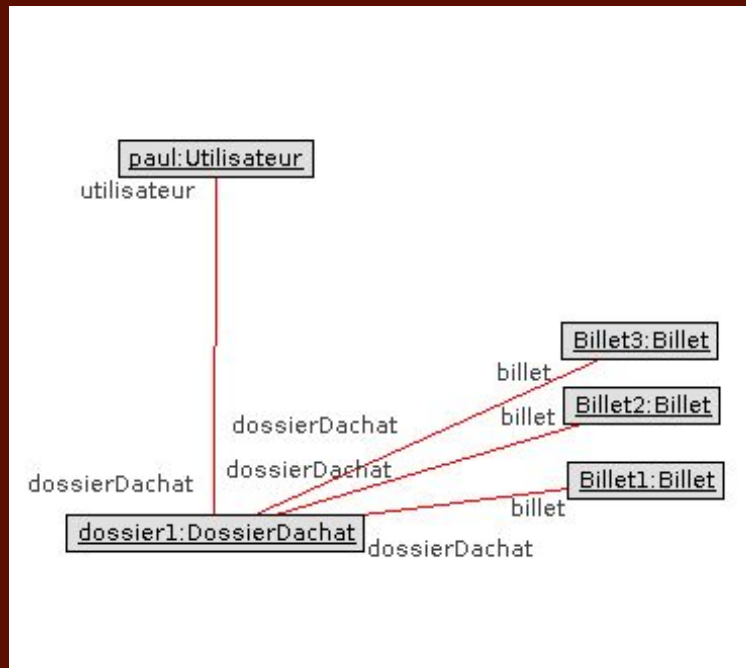 paul:Utilisateur
utilisateur
Billet3:Billet
billet
Billet2:Billet
billet
dossierDachat
dossierDachat
Billet1:Billet
dossierDachat
billet
dossier1:DossierDachat
dossierDachat